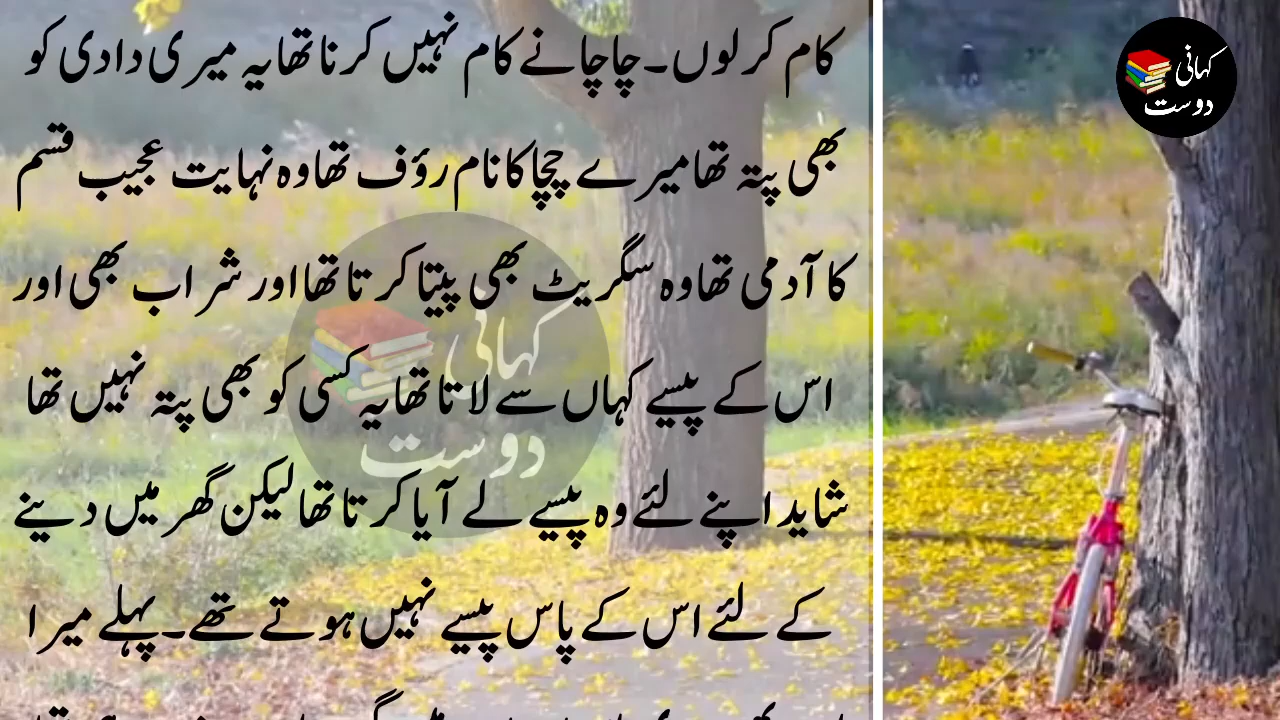 کام کر لوں۔چاچا نے کام نہیں کرنا تھا یہ میری دادی کو
بھی پتہ تھا میرے چچا کا نام رؤف تھا وہ نہایت عجیب قسم
کا آدمی تھا وہ سگریٹ بھی پیتا کرتا تھا اور شراب بھی اور
اس کے پیسے کہاں سے لاتا تھا یہ کسی کو بھی پتہ نہیں تھا
شاید اپنے لئے وہ پیسے لے آیا کرتا تھا لیکن گھر میں دینے
کے لئے اس کے پاس پیسے نہیں ہوتے تھے۔پہلے میرا
کہانی
دوست
کہانی
دوست